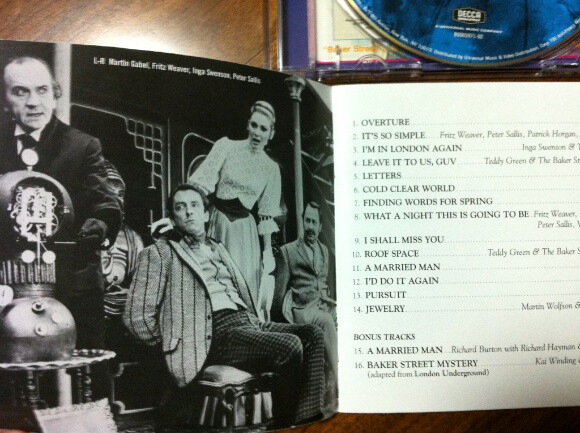 DECCA
"Baker Street"
L-R Martin Gabel, Fritz Weaver, Inga Swenson, Peter Sallis
1. OVERTURE
2. IT'S SO SIMPLE Fritz Weaver, Peter Sallis, Patrick Horgan,
3. I'M IN LONDON AGAIN Inga Swenson & T
4. LEAVE IT TO US, GUV Teddy Green & The Baker St
5. LETTERS
6. COLD CLEAR WORLD
7. FINDING WORDS FOR SPRING
8. WHAT A NIGHT THIS IS GOING TO BE Fritz Weaver,
Peter Sallis, V
9. I SHALL MISS YOU
10. ROOF SPACE Teddy Green & The Baker S
11. A MARRIED MAN
12. I'D DO IT AGAIN
13. PURSUIT
14. JEWELRY Martin Wolfson &
BONUS TRACKS
15. A MARRIED MAN Richard Burton with Richard Hayman &
16. BAKER STREET MYSTERY Kai Winding &
(adapted from London Underground)